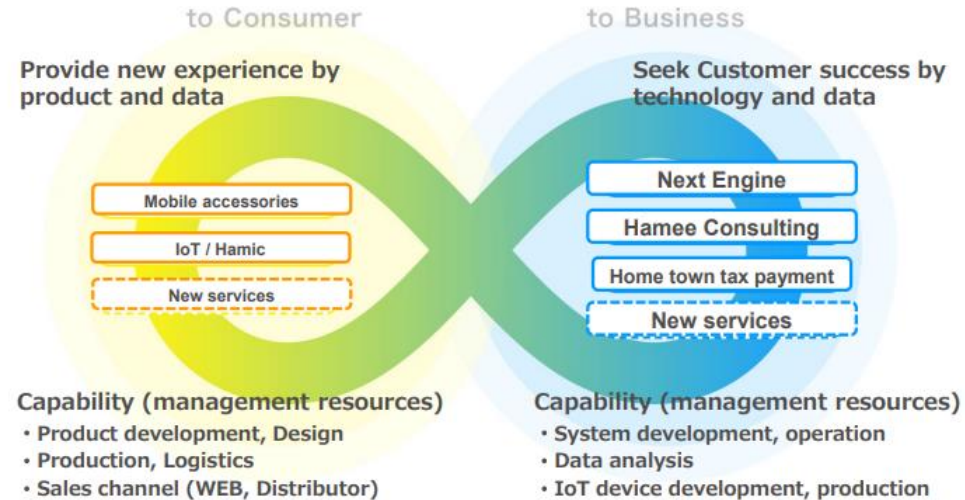 to Consumer
to Business
Provide new experience by
product and data
Seek Customer success by
technology and data
Mobile accessories
IoT / Hamic
New services
Next Engine
Hamee Consulting
Home town tax payment
New services
Capability (management resources)
・Product development, Design
・Production, Logistics
・Sales channel (WEB, Distributor)
Capability (management resources)
・System development, operation
・Data analysis
・IoT device development, production